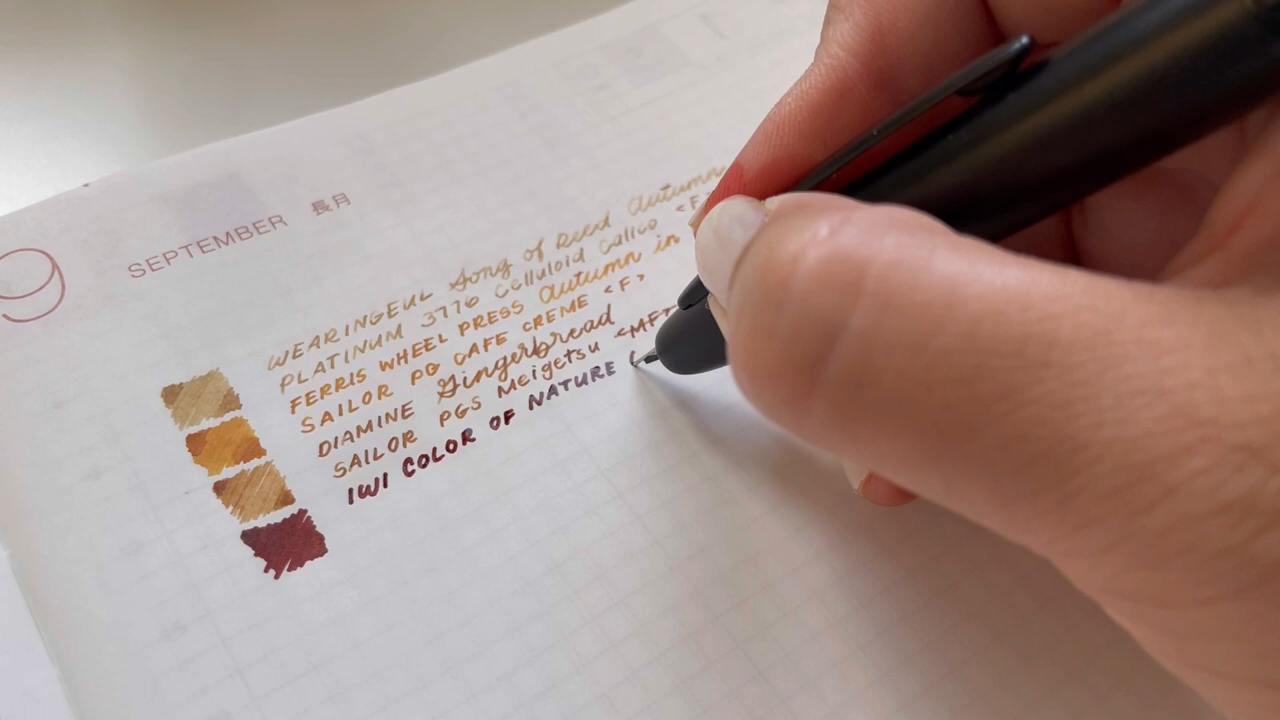 9 SEPTEMBER 長月
WEARINGEUL Song of Reed Autumn
PLATINUM 3776 Celluloid Calico <F
FERRIS WHEEL PRESS Autumn in
SAILOR PG CAFE CREME <F>
DIAMINE Gingerbread
SAILOR PGS Meigetsu <MF
IWI COLOR OF NATURE